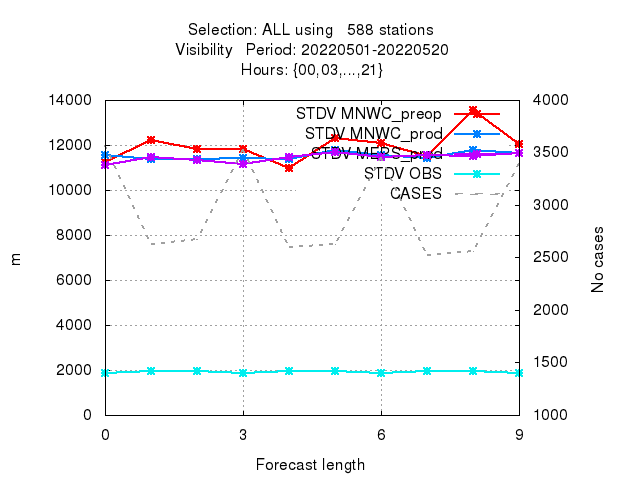 Selection: ALL using 588 stations
Visibility Period: 20220501-20220520
Hours: {00,03,...,21}
14000
12000
10000
8000
6000
4000
2000
0
m
4000
3500
3000
2500
2000
1500
1000
No cases
STDV MNWC_preop
STDV MNWC_prod
STDV MEPS_prod
STDV OBS
CASES
0 3 6 9
Forecast length